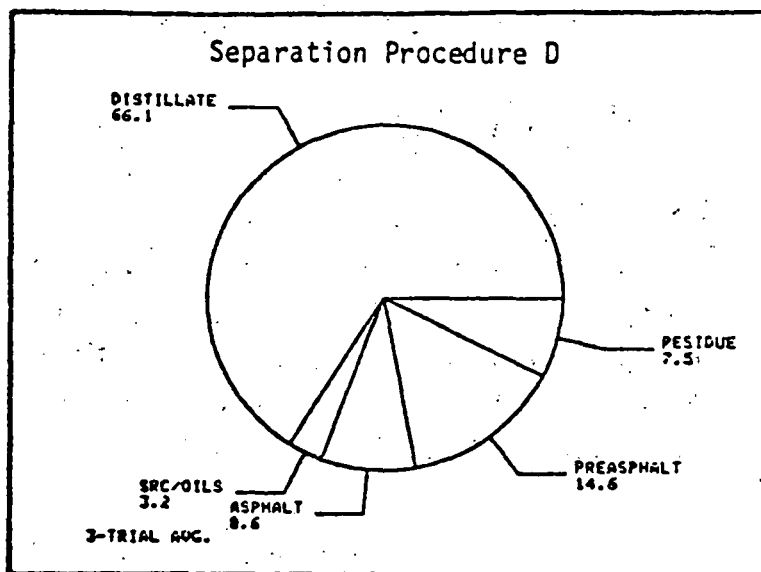 Separation Procedure D
DISTILLATE
66.1
RESIDUE
7.5
PREASPHALT
14.6
SRC/OILS
3.2
ASPHALT
8.6
3-TRIAL AVG.